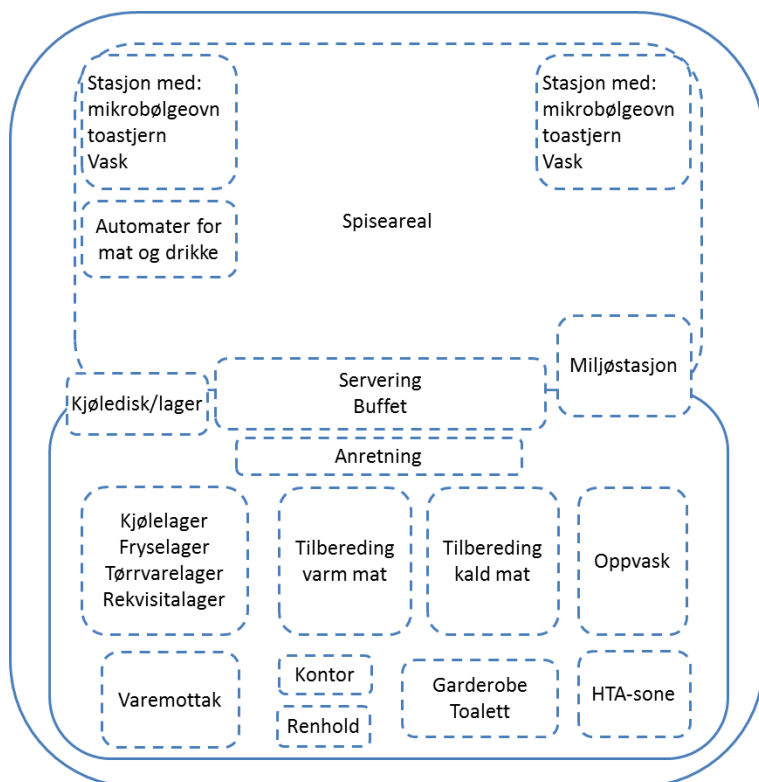 Stasjon med:
mikrobølgeovn
toastjern
Vask
Stasjon med:
mikrobølgeovn
toastjern
Vask
Automater for
mat og drikke
Spiseareal
Miljøstasjon
Kjøledisk/lager
Servering
Buffet
Anretning
Kjølelager
Fryselager
Tørrvarelager
Rekvisitalager
Tilbereding
varm mat
Tilbereding
kald mat
Oppvask
Varemottak
Kontor
Renhold
Garderobe
Toalett
HTA-sone